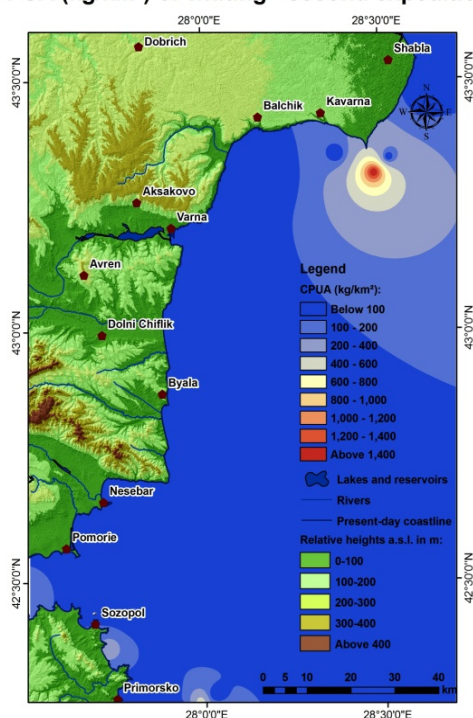 28°0'0"E 28°30'0"E
Dobrich
Shabla
43°30'0"N
43°30'0"N
Balchik
Kavarna
N
W E
S
Aksakovo
Varna
Avren
Legend
CPUA (kg/km²):
Below 100
100 - 200
43°0'0"N
43°0'0"N
Dolni Chiflik
200 - 400
400 - 600
Byala
600 - 800
800 - 1,000
1,000 - 1,200
1,200 - 1,400
Above 1,400
Lakes and reservoirs
Nesebar
Rivers
Present-day coastline
Pomorie
Relative heights a.s.l. in m:
0-100
42°30'0"N
42°30'0"N
100-200
200-300
Sozopol
300-400
Above 400
Primorsko
0 5 10 20 30 40
km
28°0'0"E 28°30'0"E